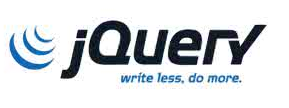 jQuery
write less, do more.